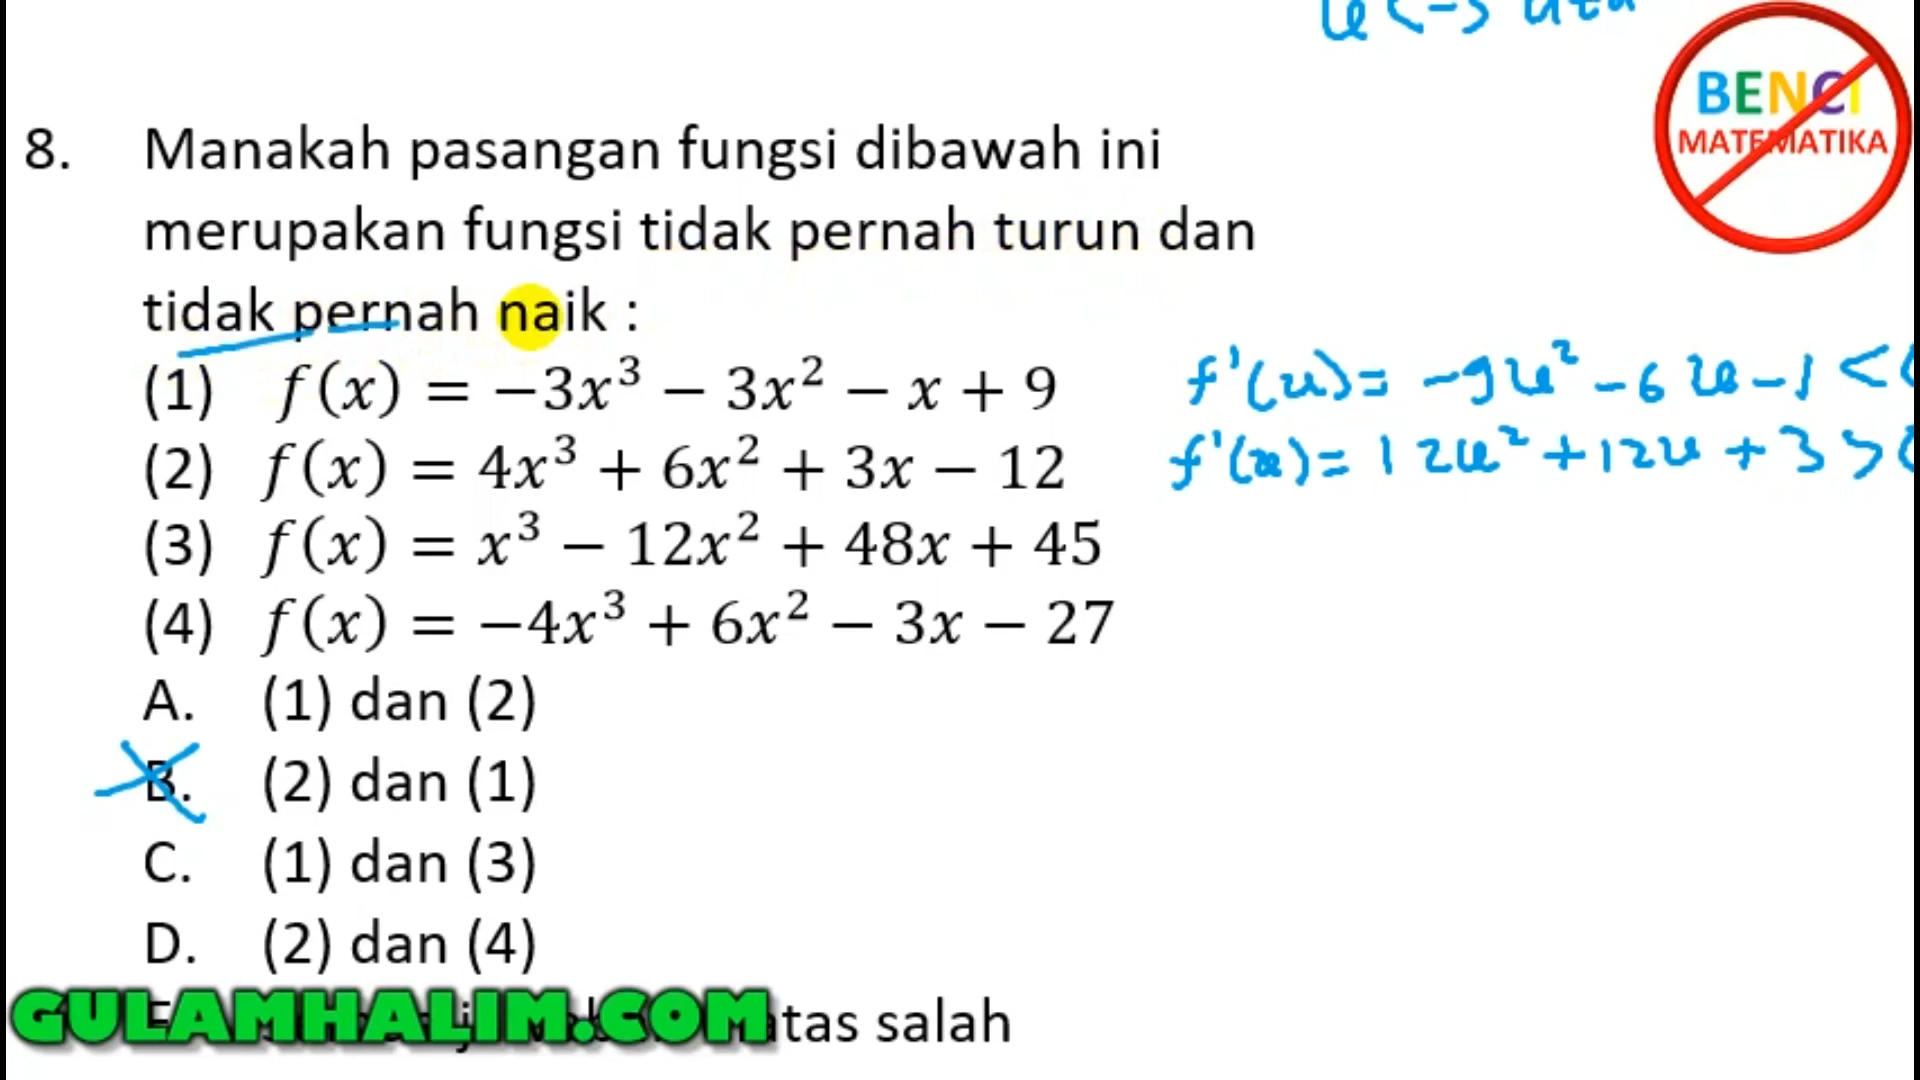 BENCI
MATEMATIKA
8. Manakah pasangan fungsi dibawah ini
merupakan fungsi tidak pernah turun dan
tidak pernah naik :
(1) f(x) = −3x³ − 3x² − x + 9
f'(x) = -9x² - 6x - 1 <
(2) f(x) = 4x³ + 6x² + 3x − 12
f'(x) = 12x² + 12x + 3 >
(3) f(x) = x³ − 12x² + 48x + 45
(4) f(x) = −4x³ + 6x² − 3x − 27
A. (1) dan (2)
B. (2) dan (1)
C. (1) dan (3)
D. (2) dan (4)
GULAMHALIM.COM
atas salah